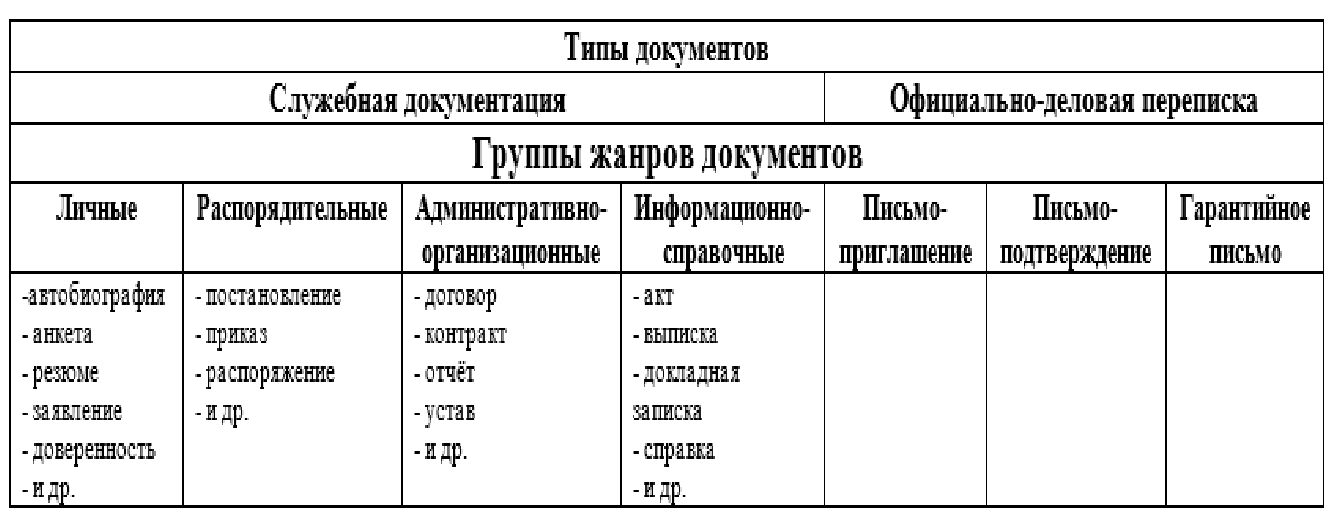 Типы документов
Служебная документация
Официально-деловая переписка
Группы жанров документов
Личные
Распорядительные
Административно-
организационные
Информационно-
справочные
Письмо-
приглашение
Письмо-
подтверждение
Гарантийное
письмо
-автобиография
- анкета
- резюме
- заявление
- доверенность
- и др.
- постановление
- приказ
- распоряжение
- и др.
- договор
- контракт
- отчёт
- устав
- и др.
- акт
- выписка
- докладная
записка
- справка
- и др.